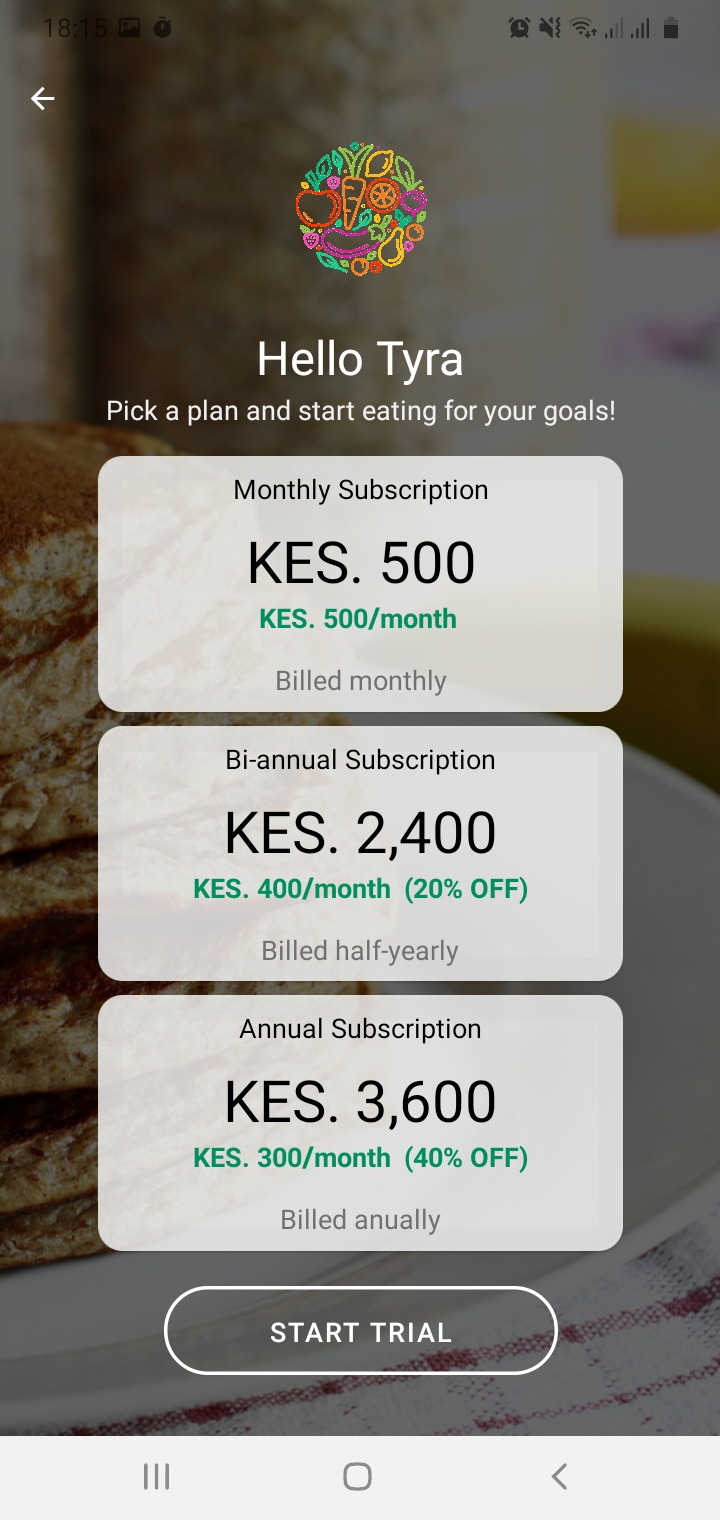 18:15
Hello Tyra
Pick a plan and start eating for your goals!
Monthly Subscription
KES. 500
KES. 500/month
Billed monthly
Bi-annual Subscription
KES. 2,400
KES. 400/month (20% OFF)
Billed half-yearly
Annual Subscription
KES. 3,600
KES. 300/month (40% OFF)
Billed anually
START TRIAL